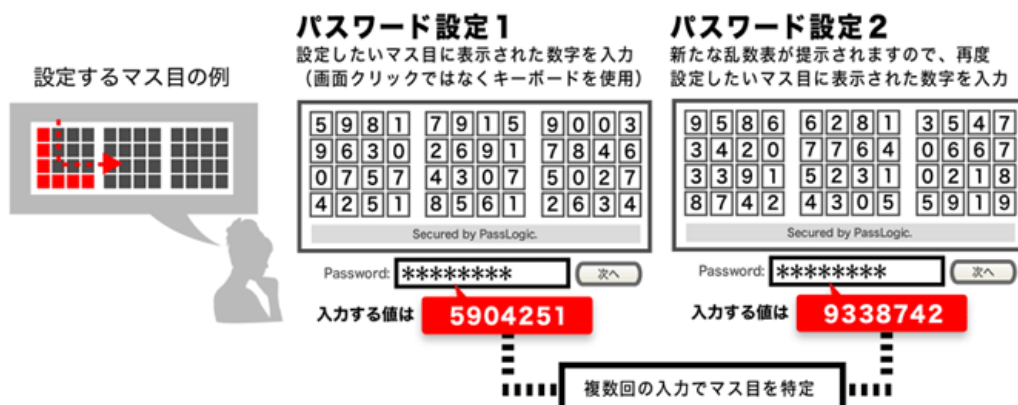 設定するマス目の例
パスワード設定1
設定したいマス目に表示された数字を入力
（画面クリックではなくキーボードを使用）
5981 7915 9003
9630 2691 7846
0757 4307 5027
4251 8561 2634
Secured by PassLogic.
Password: ******** 次へ
入力する値は 5904251
パスワード設定2
新たな乱数表が提示されますので、再度
設定したいマス目に表示された数字を入力
9586 6281 3547
3420 7764 0667
3391 5231 0218
8742 4305 5919
Secured by PassLogic.
Password: ******** 次へ
入力する値は 9338742
複数回の入力でマス目を特定